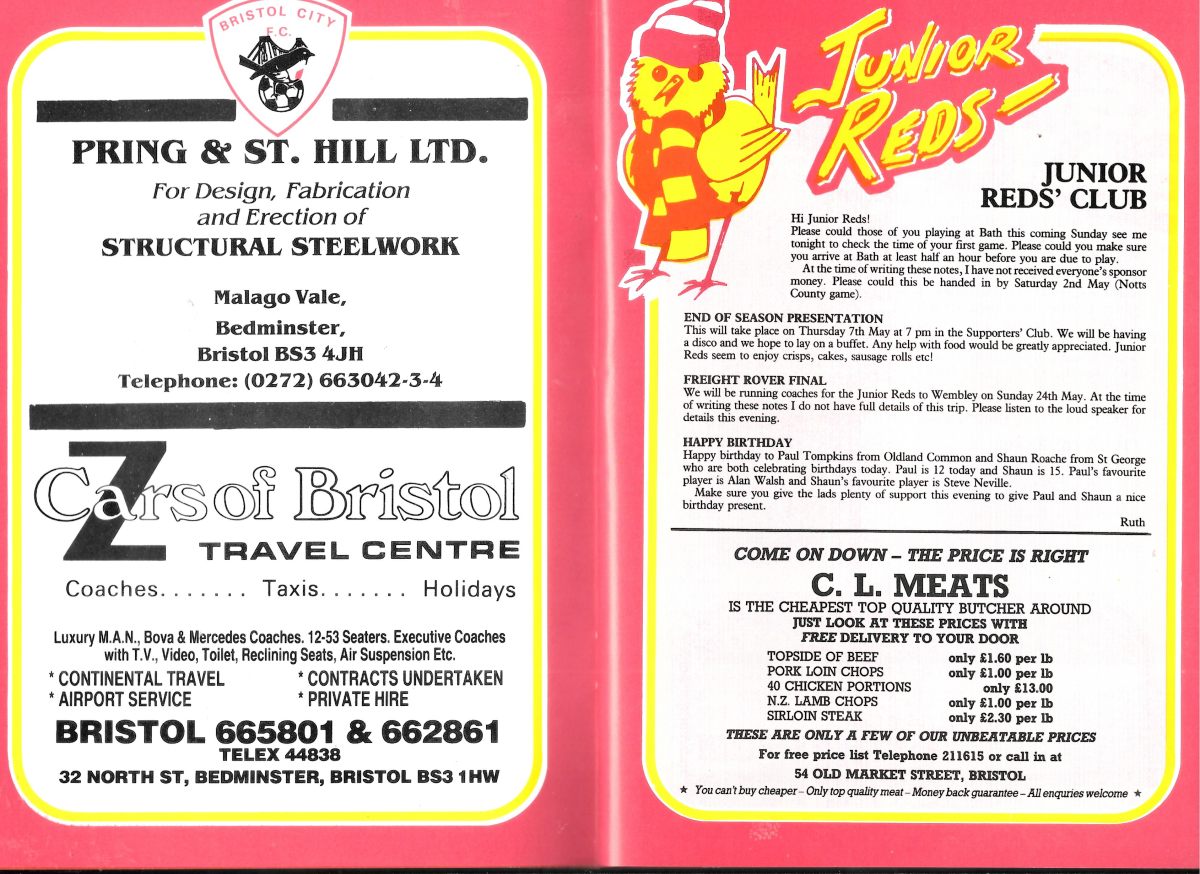 BRISTOL CITY
F.C.
PRING & ST. HILL LTD.
For Design, Fabrication
and Erection of
STRUCTURAL STEELWORK
Malago Vale,
Bedminster,
Bristol BS3 4JH
Telephone: (0272) 663042-3-4
Z Cars of Bristol
TRAVEL CENTRE
Coaches....... Taxis....... Holidays
Luxury M.A.N., Bova & Mercedes Coaches. 12-53 Seaters. Executive Coaches
with T.V., Video, Toilet, Reclining Seats, Air Suspension Etc.
* CONTINENTAL TRAVEL * CONTRACTS UNDERTAKEN
* AIRPORT SERVICE * PRIVATE HIRE
BRISTOL 665801 & 662861
TELEX 44838
32 NORTH ST, BEDMINSTER, BRISTOL BS3 1HW
JUNIOR
REDS
JUNIOR
REDS' CLUB
Hi Junior Reds!
Please could those of you playing at Bath this coming Sunday see me
tonight to check the time of your first game. Please could you make sure
you arrive at Bath at least half an hour before you are due to play.
At the time of writing these notes, I have not received everyone's sponsor
money. Please could this be handed in by Saturday 2nd May (Notts
County game).
END OF SEASON PRESENTATION
This will take place on Thursday 7th May at 7 pm in the Supporters' Club. We will be having
a disco and we hope to lay on a buffet. Any help with food would be greatly appreciated. Junior
Reds seem to enjoy crisps, cakes, sausage rolls etc!
FREIGHT ROVER FINAL
We will be running coaches for the Junior Reds to Wembley on Sunday 24th May. At the time
of writing these notes I do not have full details of this trip. Please listen to the loud speaker for
details this evening.
HAPPY BIRTHDAY
Happy birthday to Paul Tompkins from Oldland Common and Shaun Roache from St George
who are both celebrating birthdays today. Paul is 12 today and Shaun is 15. Paul's favourite
player is Alan Walsh and Shaun's favourite player is Steve Neville.
Make sure you give the lads plenty of support this evening to give Paul and Shaun a nice
birthday present.
Ruth
COME ON DOWN – THE PRICE IS RIGHT
C. L. MEATS
IS THE CHEAPEST TOP QUALITY BUTCHER AROUND
JUST LOOK AT THESE PRICES WITH
FREE DELIVERY TO YOUR DOOR
TOPSIDE OF BEEF only £1.60 per lb
PORK LOIN CHOPS only £1.00 per lb
40 CHICKEN PORTIONS only £13.00
N.Z. LAMB CHOPS only £1.00 per lb
SIRLOIN STEAK only £2.30 per lb
THESE ARE ONLY A FEW OF OUR UNBEATABLE PRICES
For free price list Telephone 211615 or call in at
54 OLD MARKET STREET, BRISTOL
★ You can't buy cheaper – Only top quality meat – Money back guarantee – All enquries welcome ★